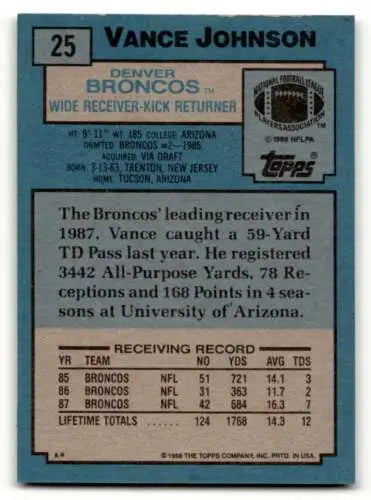 25 VANCE JOHNSON
DENVER
BRONCOS™
WIDE RECEIVER-KICK RETURNER
NATIONAL FOOTBALL LEAGUE
PLAYERS ASSOCIATION™
© 1988 NFLPA
TOPPS
HT. 5' 11" WT. 185 COLLEGE ARIZONA
DRAFTED BRONCOS #2-1985
ACQUIRED VIA DRAFT
BORN 3-13-63, TRENTON, NEW JERSEY
HOME TUCSON, ARIZONA
The Broncos' leading receiver in
1987, Vance caught a 59-Yard
TD Pass last year. He registered
3442 All-Purpose Yards, 78 Re-
ceptions and 168 Points in 4 sea-
sons at University of Arizona.
RECEIVING RECORD
YR TEAM NO YDS AVG TDS
85 BRONCOS NFL 51 721 14.1 3
86 BRONCOS NFL 31 363 11.7 2
87 BRONCOS NFL 42 684 16.3 7
LIFETIME TOTALS 124 1768 14.3 12
A* © 1988 THE TOPPS COMPANY, INC. PRTD. IN USA.